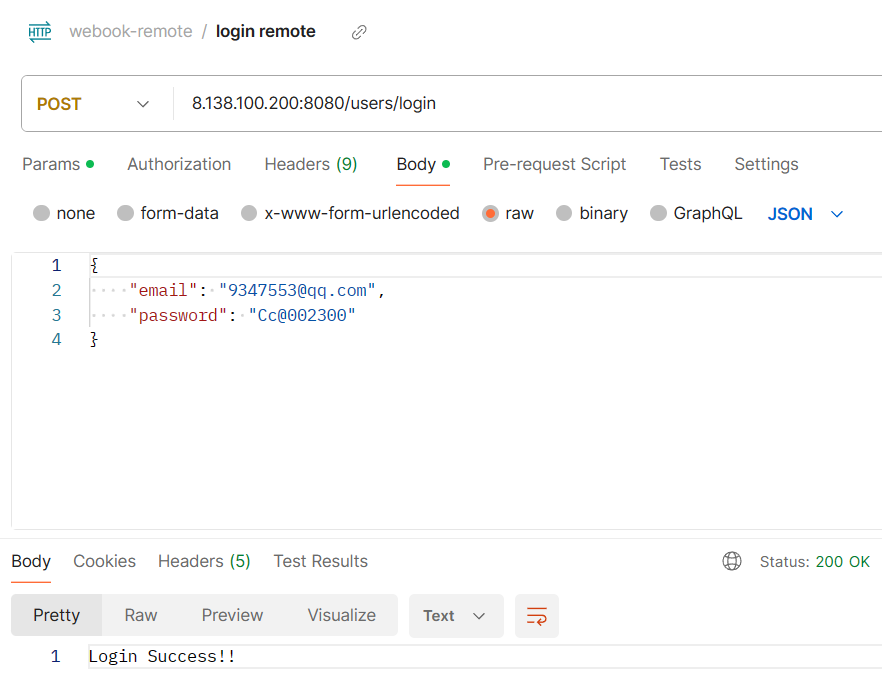 HTTP webook-remote / login remote
POST 8.138.100.200:8080/users/login
Params Authorization Headers (9) Body Pre-request Script Tests Settings
none form-data x-www-form-urlencoded raw binary GraphQL JSON
1 {
2 "email": "9347553@qq.com",
3 "password": "Cc@002300"
4 }
Body Cookies Headers (5) Test Results Status: 200 OK
Pretty Raw Preview Visualize Text
1 Login Success!!